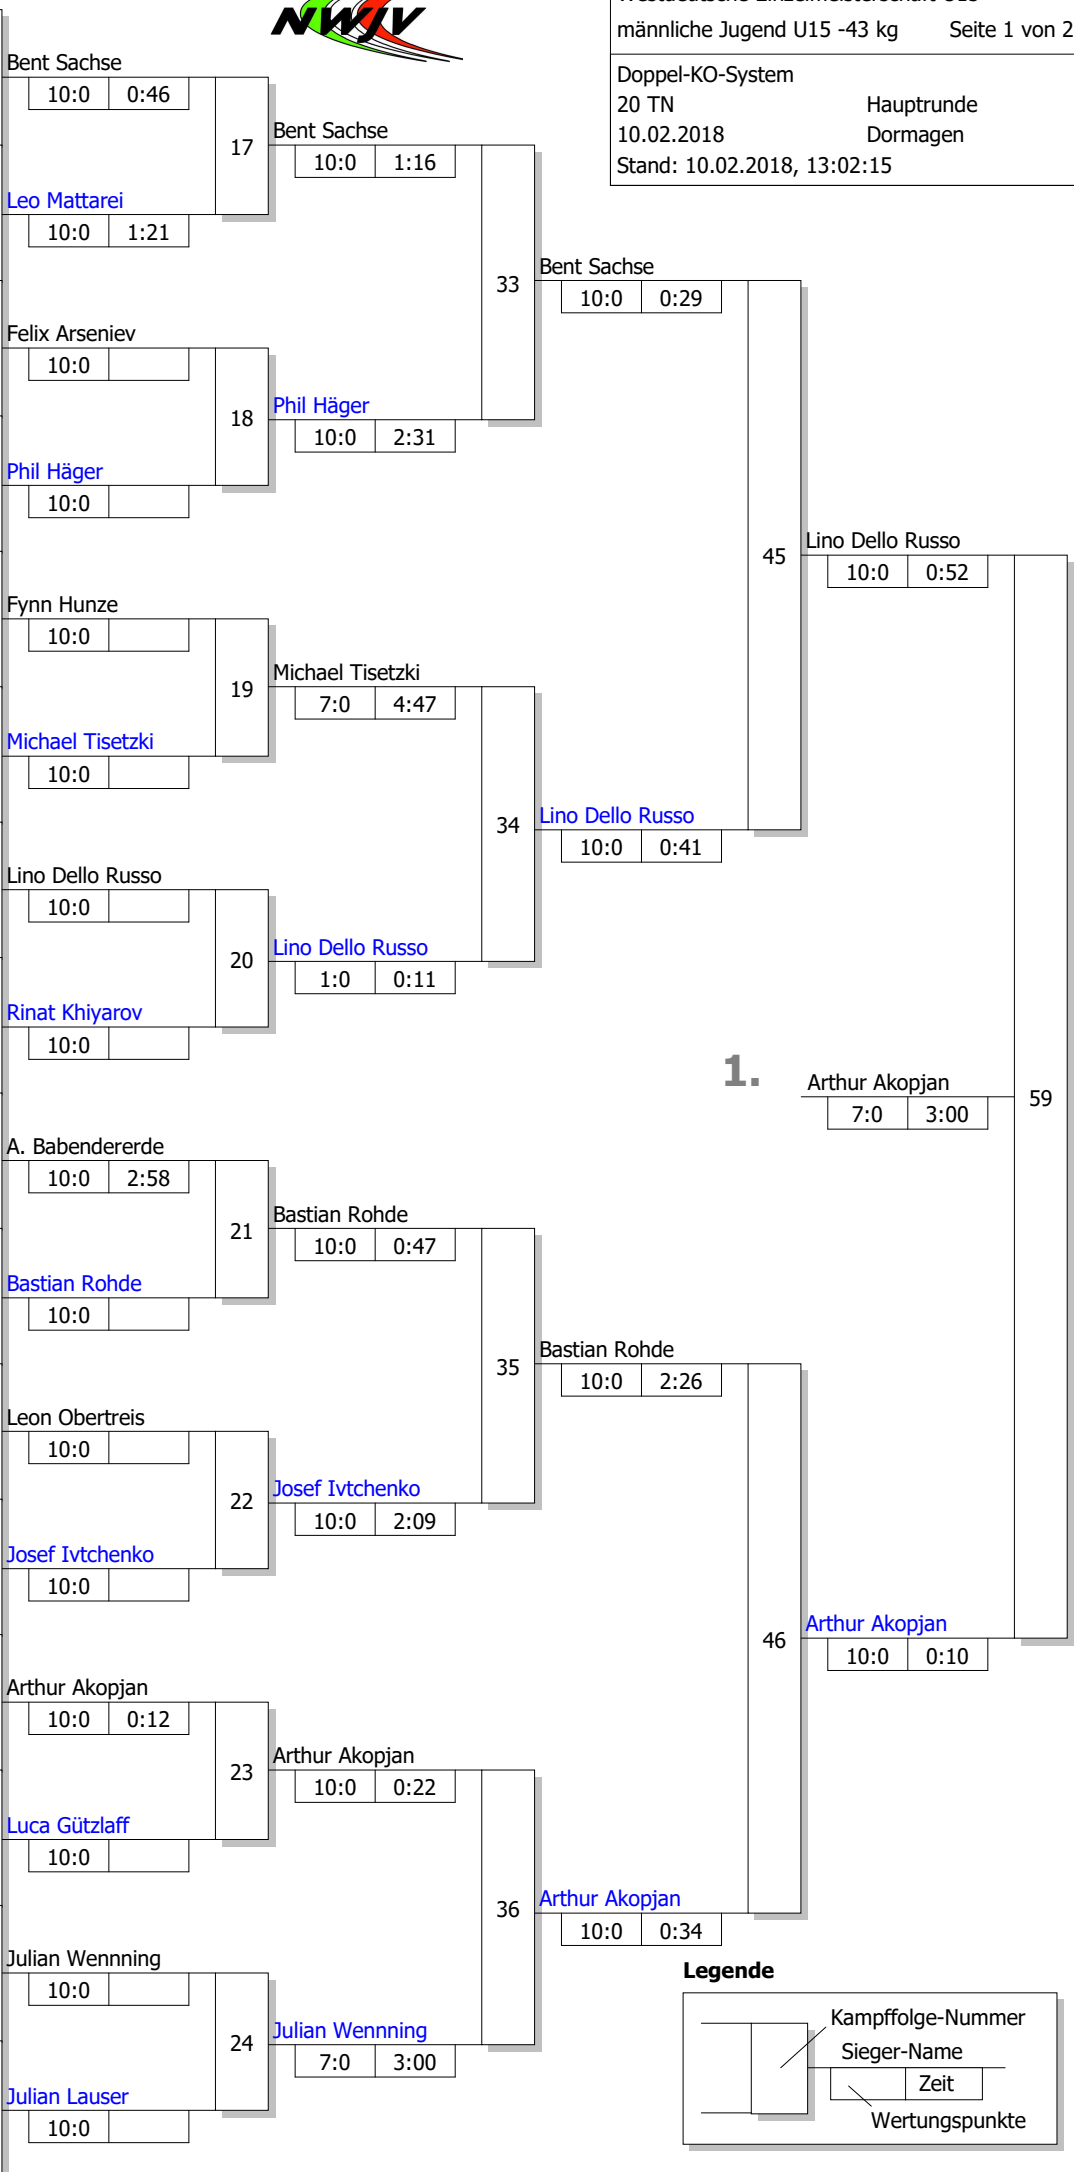 NWJV
männliche Jugend U15 -43 kg Seite 1 von 2
Doppel-KO-System
20 TN Hauptrunde
10.02.2018 Dormagen
Stand: 10.02.2018, 13:02:15
Bent Sachse
10:0 0:46
17
Bent Sachse
10:0 1:16
Leo Mattarei
10:0 1:21
33
Bent Sachse
10:0 0:29
Felix Arseniev
10:0
18
Phil Häger
10:0 2:31
Phil Häger
10:0
45
Lino Dello Russo
10:0 0:52
Fynn Hunze
10:0
19
Michael Tisetzki
7:0 4:47
Michael Tisetzki
10:0
34
Lino Dello Russo
10:0 0:41
Lino Dello Russo
10:0
20
Lino Dello Russo
1:0 0:11
Rinat Khiyarov
10:0
1.
Arthur Akopjan
7:0 3:00
59
A. Babendererde
10:0 2:58
21
Bastian Rohde
10:0 0:47
Bastian Rohde
10:0
35
Bastian Rohde
10:0 2:26
Leon Obertreis
10:0
22
Josef Ivtchenko
10:0 2:09
Josef Ivtchenko
10:0
46
Arthur Akopjan
10:0 0:10
Arthur Akopjan
10:0 0:12
23
Arthur Akopjan
10:0 0:22
Luca Gützlaff
10:0
36
Arthur Akopjan
10:0 0:34
Julian Wennning
10:0
24
Julian Wennning
7:0 3:00
Julian Lauser
10:0
Legende
Kampffolge-Nummer
Sieger-Name
Zeit
Wertungspunkte